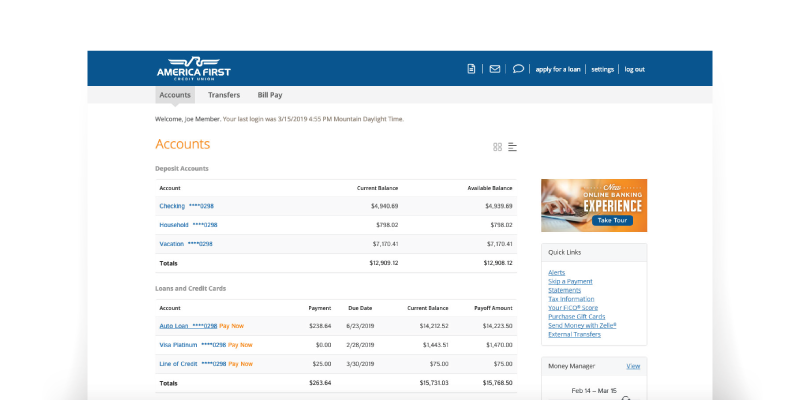 AMERICA FIRST
CREDIT UNION
apply for a loan settings log out
Accounts Transfers Bill Pay
Welcome, Joe Member. Your last login was 3/15/2019 4:55 PM Mountain Daylight Time.
Accounts
Deposit Accounts
Account Current Balance Available Balance
Checking ****0298 $4,940.69 $4,939.69
Household ****0298 $798.02 $798.02
Vacation ****0298 $7,170.41 $7,170.41
Totals $12,909.12 $12,908.12
New
ONLINE BANKING
EXPERIENCE
Take Tour
Quick Links
Alerts
Skip a Payment
Statements
Tax Information
Your FICO® Score
Purchase Gift Cards
Send Money with Zelle®
External Transfers
Loans and Credit Cards
Account Payment Due Date Current Balance Payoff Amount
Auto Loan ****0298 Pay Now $238.64 6/23/2019 $14,212.52 $14,223.50
Visa Platinum ****0298 Pay Now $0.00 2/28/2019 $1,443.51 $1,470.00
Line of Credit ****0298 Pay Now $25.00 3/30/2019 $75.00 $75.00
Totals $263.64 $15,731.03 $15,768.50
Money Manager View
Feb 14 – Mar 15